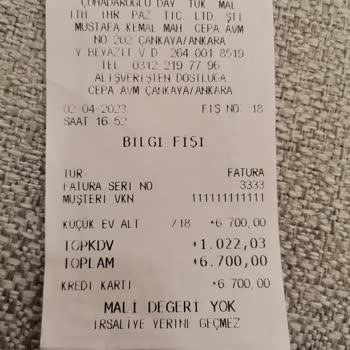 ÇUHADAROĞLU DAY TÜK MAL
İTH İHR PAZ TİC LTD ŞTİ
MUSTAFA KEMAL MAH CEPA AVM
NO 202 ÇANKAYA/ANKARA
Y BEYAZIT V D 264 001 8519
TEL 0312 219 77 96
ALIŞVERİŞTEN DOSTLUĞA
CEPA AVM ÇANKAYA/ANKARA
02-04-2023 FİŞ NO 18
SAAT 16 52
BİLGİ FİŞİ
TÜR FATURA
FATURA SERİ NO 3333
MÜŞTERİ VKN 11111111111
KÜÇÜK EV ALT /18 *6 700,00
TOPKDV *1.022,03
TOPLAM *6.700,00
KREDİ KARTI *6 700,00
MALİ DEĞERİ YOK
İRSALİYE YERİNE GEÇMEZ